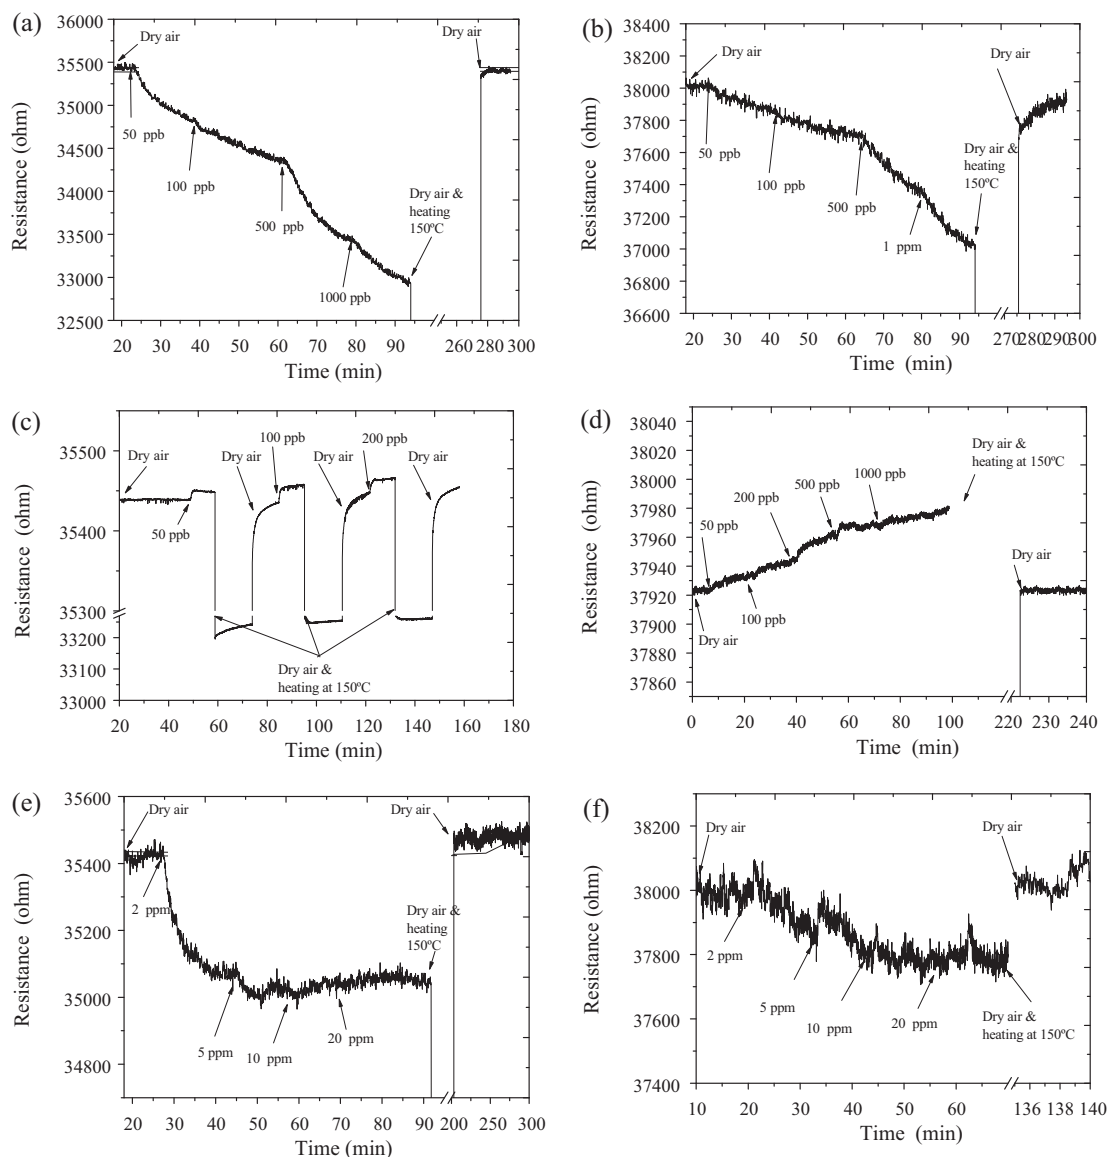 (a)
36000
35500
35000
34500
34000
33500
33000
32500
Resistance (ohm)
Dry air
50 ppb
100 ppb
500 ppb
1000 ppb
Dry air &
heating
150ºC
Dry air
20 30 40 50 60 70 80 90 260 280 300
Time (min)
(b)
38400
38200
38000
37800
37600
37400
37200
37000
36800
36600
Resistance (ohm)
Dry air
50 ppb
100 ppb
500 ppb
1 ppm
Dry air &
heating
150ºC
Dry air
20 30 40 50 60 70 80 90 270 280 290 300
Time (min)
(c)
35500
35400
35300
33200
33100
33000
Resistance (ohm)
Dry air
50 ppb
Dry air
100 ppb
Dry air
200 ppb
Dry air
Dry air &
heating at 150ºC
20 40 60 80 100 120 140 160 180
Time (min)
(d)
38040
38020
38000
37980
37960
37940
37920
37900
37880
37860
Resistance (ohm)
Dry air
50 ppb
100 ppb
200 ppb
500 ppb
1000 ppb
Dry air &
heating at 150ºC
Dry air
0 20 40 60 80 100 220 230 240
Time (min)
(e)
35600
35400
35200
35000
34800
Resistance (ohm)
Dry air
2 ppm
5 ppm
10 ppm
20 ppm
Dry air &
heating
150ºC
Dry air
20 30 40 50 60 70 80 90 200 250 300
Time (min)
(f)
38200
38000
37800
37600
37400
Resistance (ohm)
Dry air
2 ppm
5 ppm
10 ppm
20 ppm
Dry air &
heating at 150ºC
Dry air
10 20 30 40 50 60 136 138 140
Time (min)